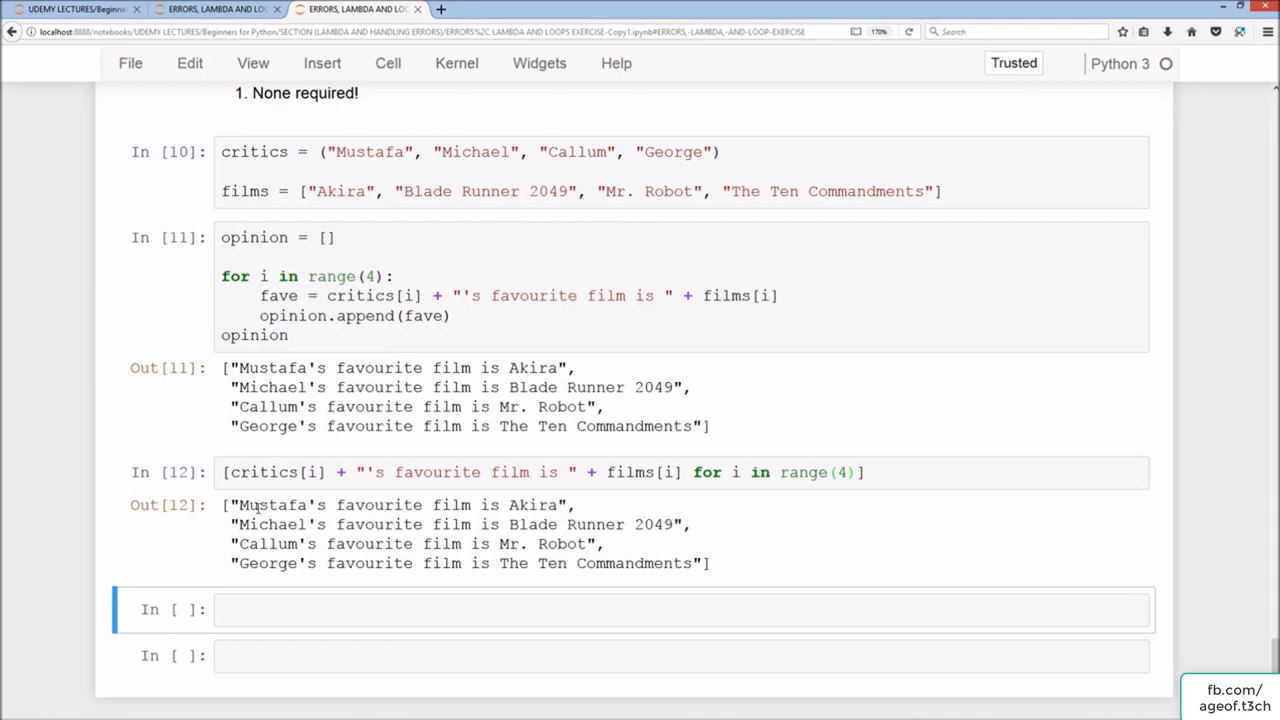 UDEMY LECTURES/Beginner
ERRORS, LAMBDA AND LOO
ERRORS, LAMBDA AND LOO
localhost:8888/notebooks/UDEMY LECTURES/Beginners for Python/SECTION (LAMBDA AND HANDLING ERRORS)/ERRORS%2C LAMBDA AND LOOPS EXERCISE-Copy1.ipynb#ERRORS,-LAMBDA,-AND-LOOP-EXERCISE
170%
Search
File Edit View Insert Cell Kernel Widgets Help
Trusted
Python 3
1. None required!
In [10]: critics = ("Mustafa", "Michael", "Callum", "George")
films = ["Akira", "Blade Runner 2049", "Mr. Robot", "The Ten Commandments"]
In [11]: opinion = []
for i in range(4):
fave = critics[i] + "'s favourite film is " + films[i]
opinion.append(fave)
opinion
Out[11]: ["Mustafa's favourite film is Akira",
"Michael's favourite film is Blade Runner 2049",
"Callum's favourite film is Mr. Robot",
"George's favourite film is The Ten Commandments"]
In [12]: [critics[i] + "'s favourite film is " + films[i] for i in range(4)]
Out[12]: ["Mustafa's favourite film is Akira",
"Michael's favourite film is Blade Runner 2049",
"Callum's favourite film is Mr. Robot",
"George's favourite film is The Ten Commandments"]
In [ ]:
In [ ]:
fb.com/
ageof.t3ch